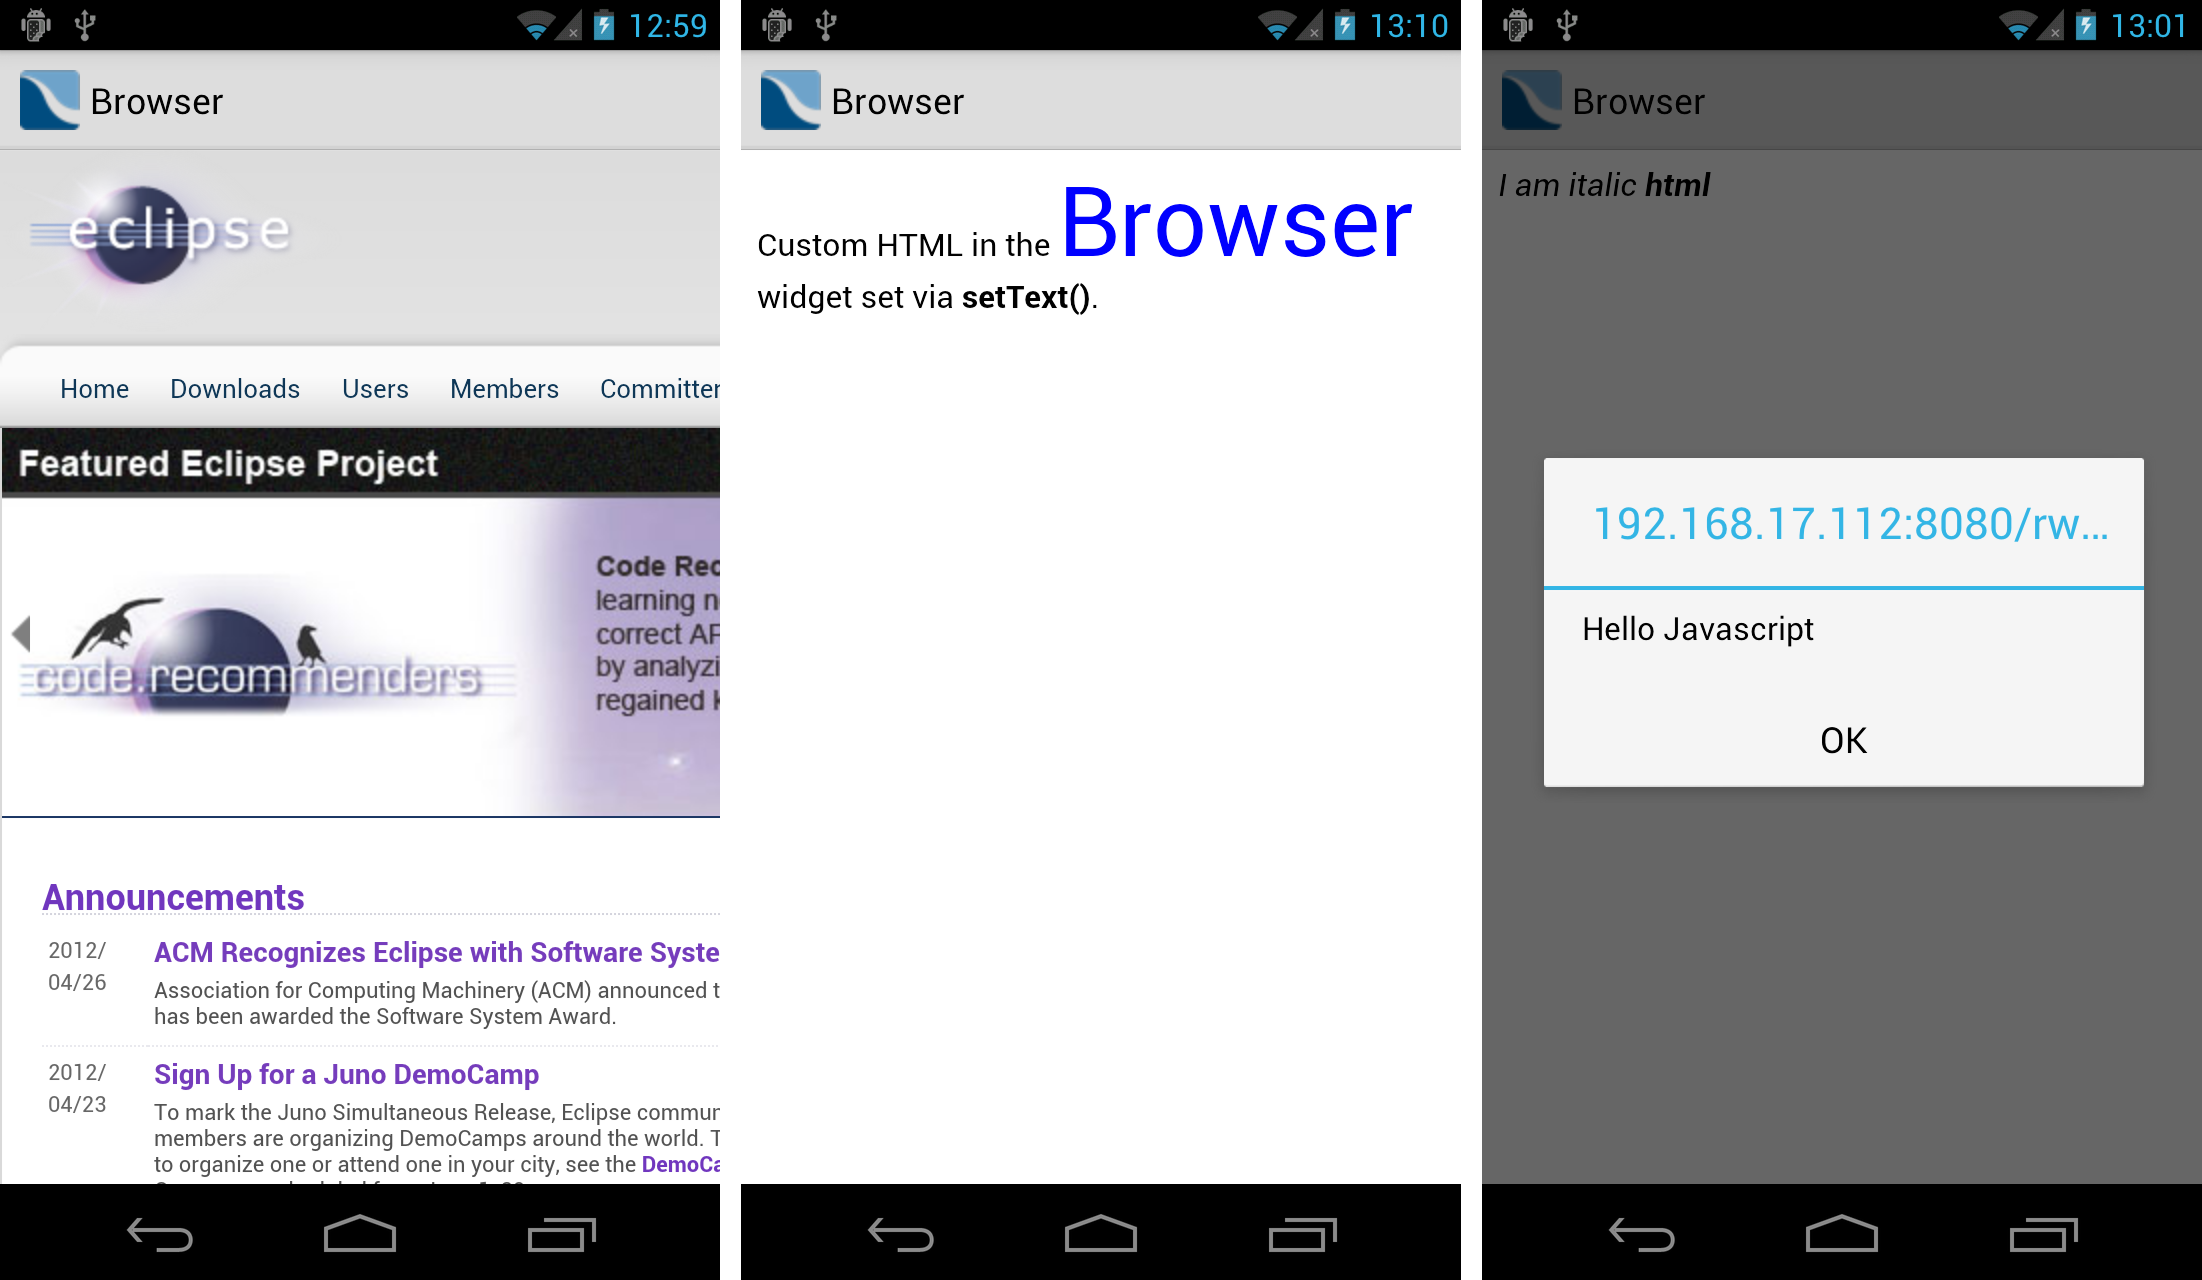 12:59
Browser
eclipse
Home Downloads Users Members Committer
Featured Eclipse Project
Code Rec
learning n
correct AP
by analyzi
regained
code.recommenders
Announcements
2012/
04/26
ACM Recognizes Eclipse with Software Syste
Association for Computing Machinery (ACM) announced t
has been awarded the Software System Award.
2012/
04/23
Sign Up for a Juno DemoCamp
To mark the Juno Simultaneous Release, Eclipse commun
members are organizing DemoCamps around the world. T
to organize one or attend one in your city, see the DemoCa
13:10
Browser
Custom HTML in the Browser
widget set via setText().
13:01
Browser
I am italic html
192.168.17.112:8080/rw...
Hello Javascript
OK